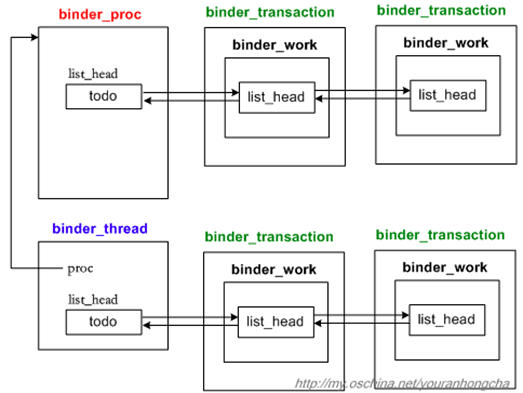 binder_proc
list_head
todo
binder_transaction
binder_work
list_head
binder_transaction
binder_work
list_head
binder_thread
proc
list_head
todo
binder_transaction
binder_work
list_head
binder_transaction
binder_work
list_head
http://my.oschina.net/youranhongcha